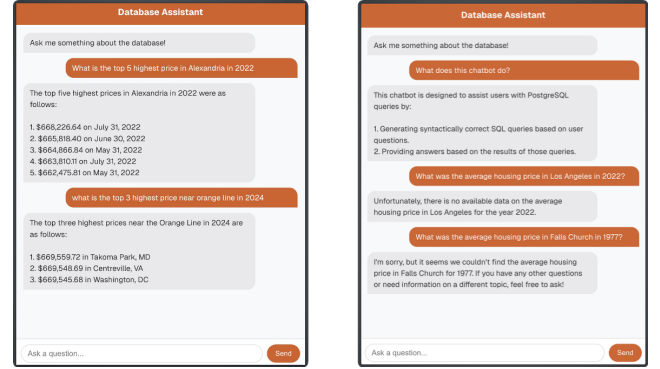 Database Assistant
Ask me something about the database!
What is the top 5 highest price in Alexandria in 2022
The top five highest prices in Alexandria in 2022 were as
follows:
1. $668,226.64 on July 31, 2022
2. $665,818.40 on June 30, 2022
3. $664,866.84 on May 31, 2022
4. $663,810.11 on July 31, 2022
5. $662,475.81 on May 31, 2022
what is the top 3 highest price near orange line in 2024
The top three highest prices near the Orange Line in 2024 are
as follows:
1. $669,559.72 in Takoma Park, MD
2. $669,548.69 in Centreville, VA
3. $669,545.68 in Washington, DC
Ask a question...
Send
Database Assistant
Ask me something about the database!
What does this chatbot do?
This chatbot is designed to assist users with PostgreSQL
queries by:
1. Generating syntactically correct SQL queries based on user
questions.
2. Providing answers based on the results of those queries.
What was the average housing price in Los Angeles in 2022?
Unfortunately, there is no available data on the average
housing price in Los Angeles for the year 2022.
What was the average housing price in Falls Church in 1977?
I'm sorry, but it seems we couldn't find the average housing
price in Falls Church for 1977. If you have any other questions
or need information on a different topic, feel free to ask!
Ask a question...
Send